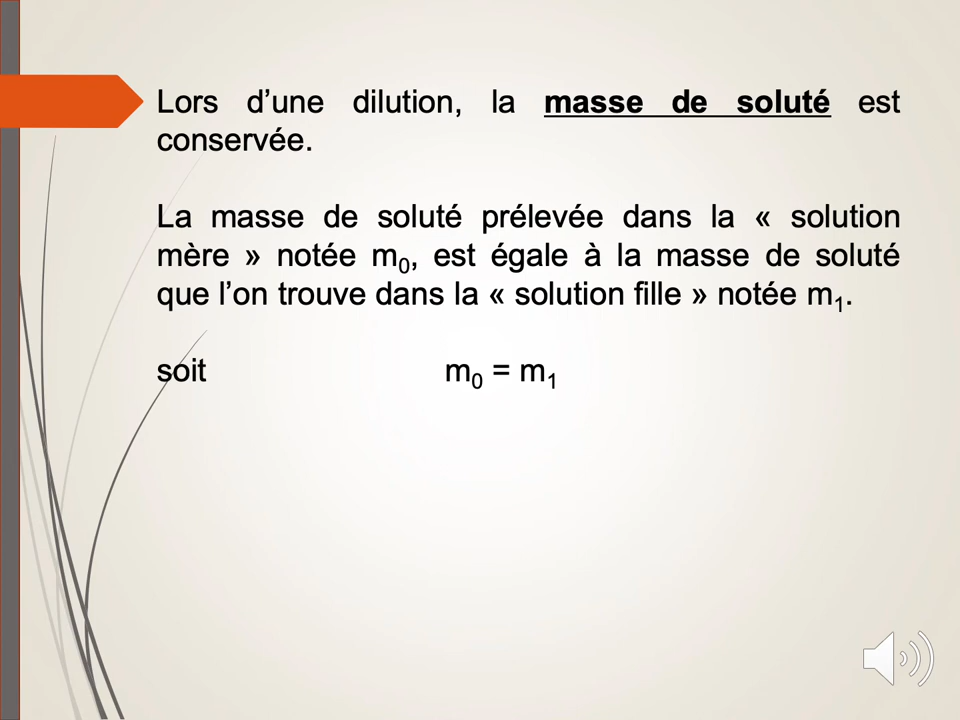 Lors d’une dilution, la masse de soluté est
conservée.
La masse de soluté prélevée dans la « solution
mère » notée m₀, est égale à la masse de soluté
que l’on trouve dans la « solution fille » notée m₁.
soit m₀ = m₁